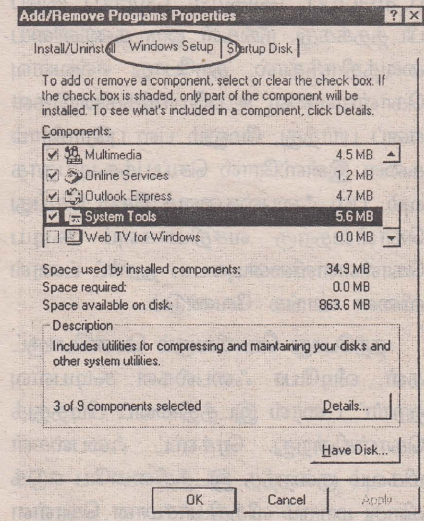 Add/Remove Programs Properties
Install/Uninstall Windows Setup Startup Disk
To add or remove a component, select or clear the check box. If
the check box is shaded, only part of the component will be
installed. To see what's included in a component, click Details.
Components:
Multimedia 4.5 MB
Online Services 1.2 MB
Outlook Express 4.7 MB
System Tools 5.6 MB
Web TV for Windows 0.0 MB
Space used by installed components: 34.9 MB
Space required: 0.0 MB
Space available on disk: 863.6 MB
Description
Includes utilities for compressing and maintaining your disks and
other system utilities.
3 of 9 components selected Details...
Have Disk...
OK Cancel Apply